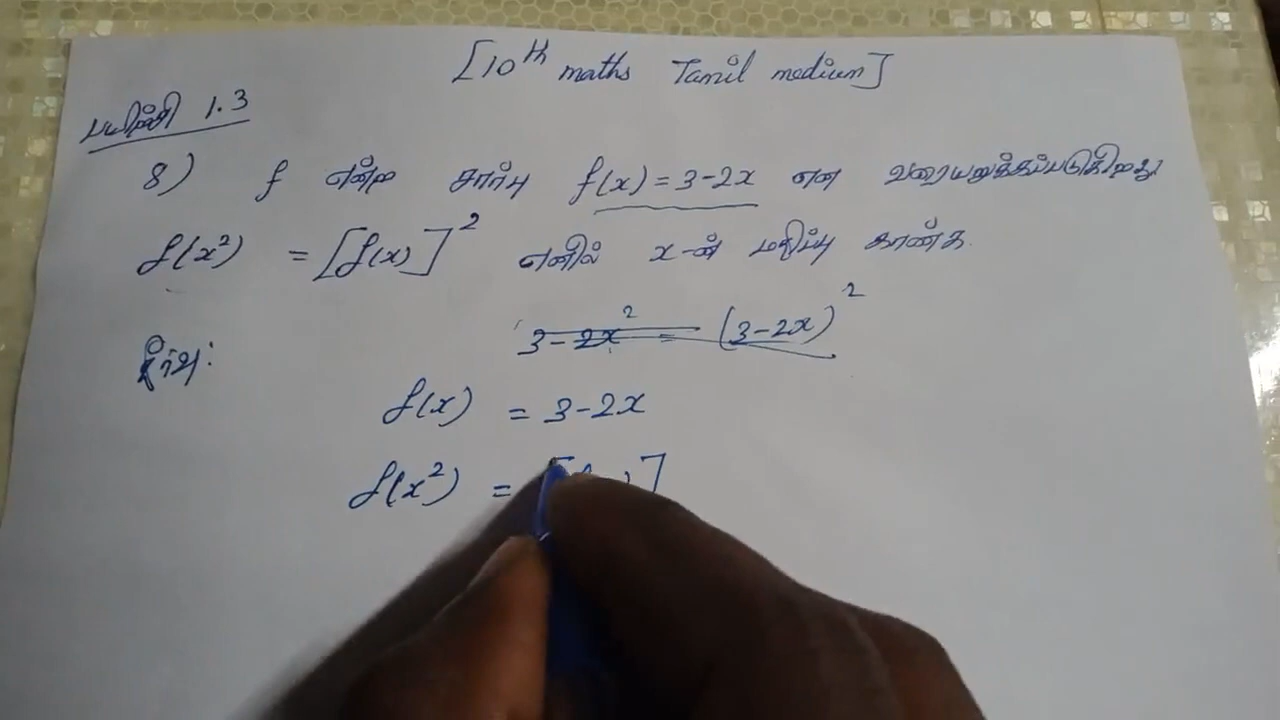 [10th maths Tamil medium]
பயிற்சி 1.3
8) f என்ற சார்பு f(x) = 3-2x என வரையறுக்கப்படுகிறது
f(x²) = [f(x)]² எனில் x-ன் மதிப்பு காண்க.
3-2x² = (3-2x)²
தீர்வு:
f(x) = 3-2x
f(x²) =